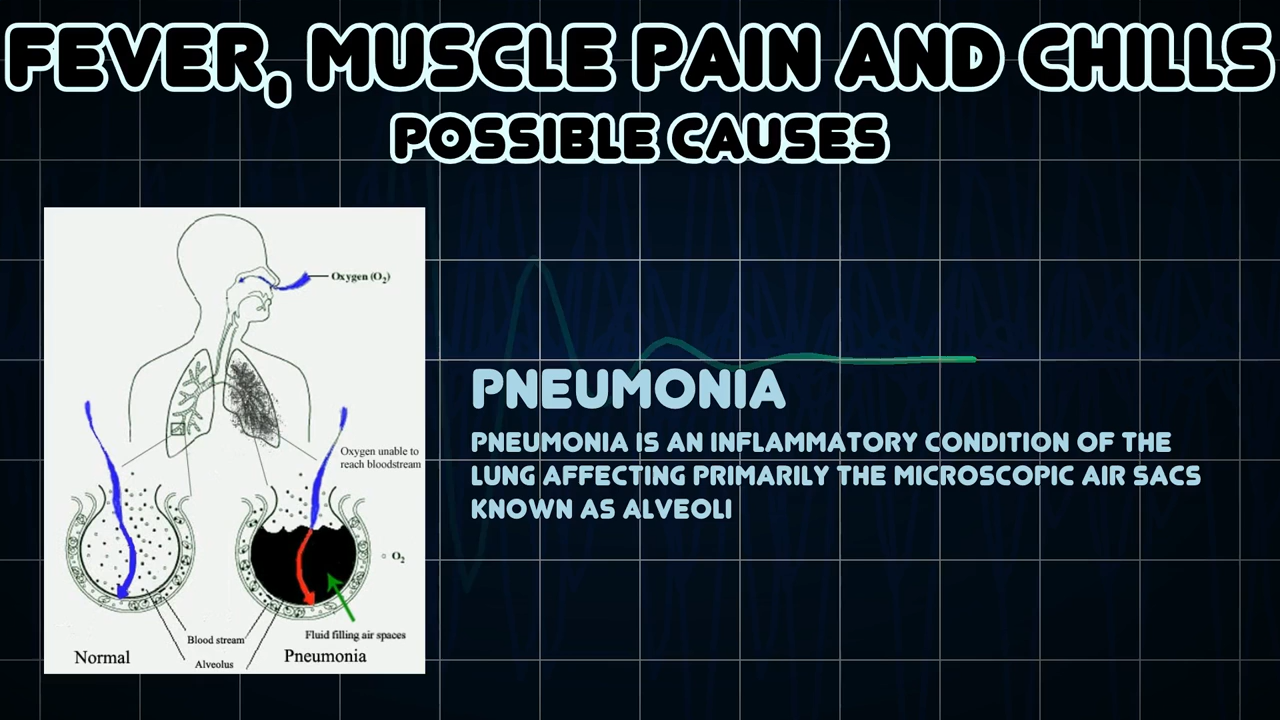 FEVER, MUSCLE PAIN AND CHILLS
POSSIBLE CAUSES
Oxygen (O₂)
Oxygen unable to
reach bloodstream
O₂
Blood stream
Fluid filling air spaces
Alveolus
Normal
Pneumonia
PNEUMONIA
PNEUMONIA IS AN INFLAMMATORY CONDITION OF THE
LUNG AFFECTING PRIMARILY THE MICROSCOPIC AIR SACS
KNOWN AS ALVEOLI